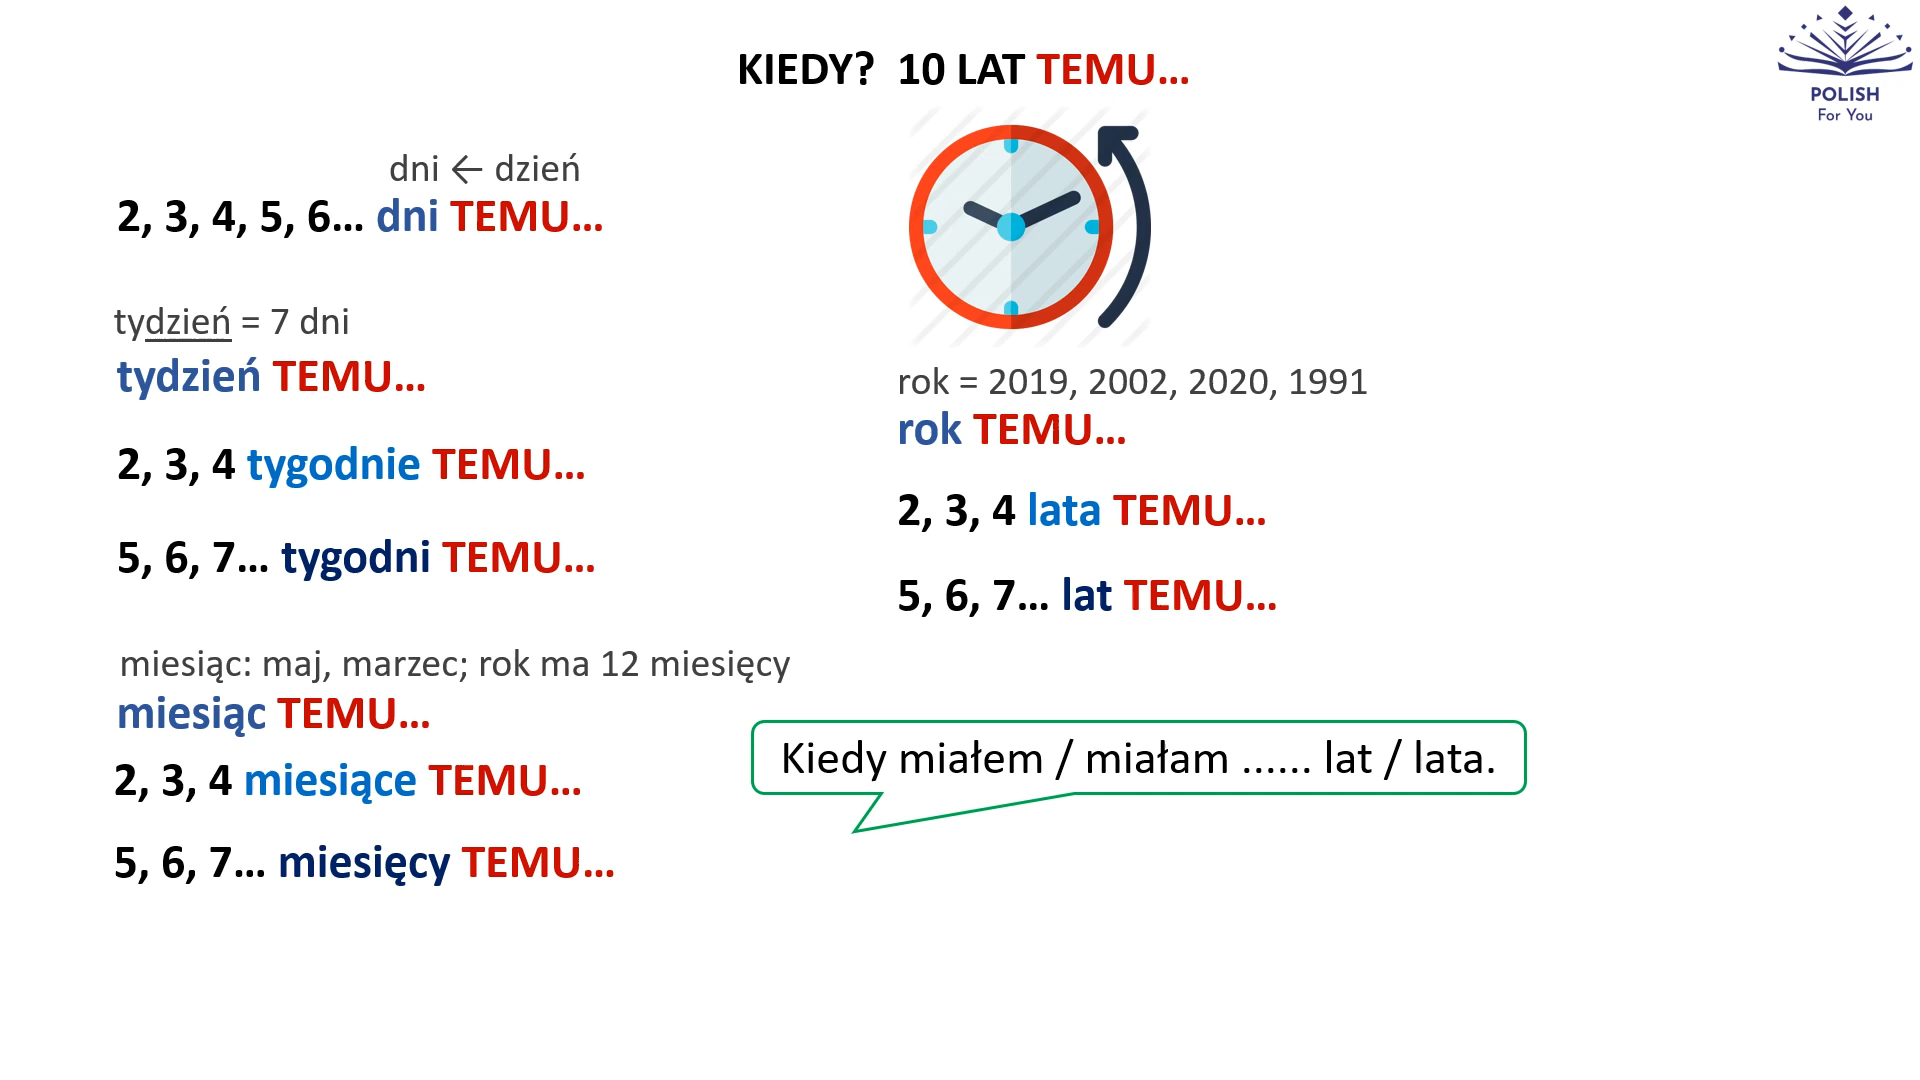 KIEDY? 10 LAT TEMU...
POLISH
For You
dni ← dzień
2, 3, 4, 5, 6... dni TEMU...
tydzień = 7 dni
tydzień TEMU...
2, 3, 4 tygodnie TEMU...
5, 6, 7... tygodni TEMU...
miesiąc: maj, marzec; rok ma 12 miesięcy
miesiąc TEMU...
2, 3, 4 miesiące TEMU...
5, 6, 7... miesięcy TEMU...
rok = 2019, 2002, 2020, 1991
rok TEMU...
2, 3, 4 lata TEMU...
5, 6, 7... lat TEMU...
Kiedy miałem / miałam ...... lat / lata.